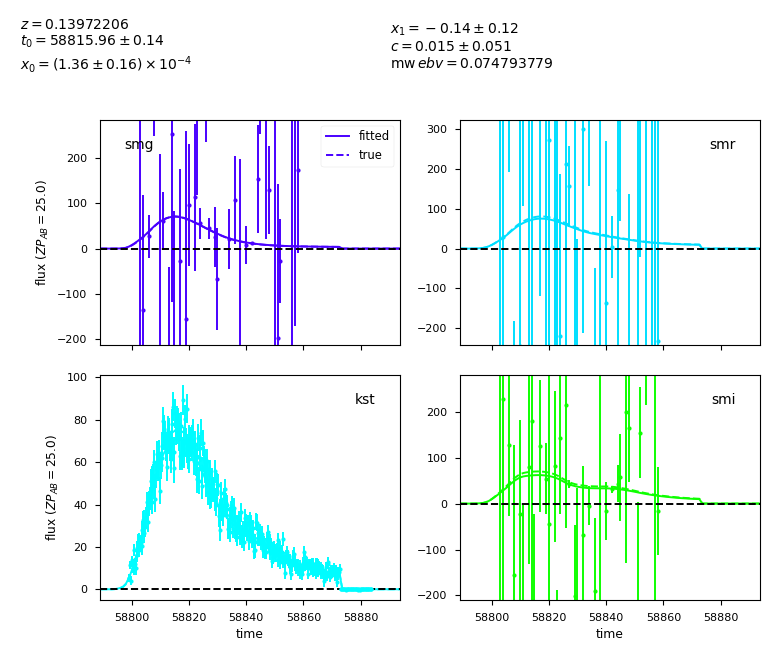 z = 0.13972206
t₀ = 58815.96 ± 0.14
x₀ = (1.36 ± 0.16) × 10⁻⁴
x₁ = −0.14 ± 0.12
c = 0.015 ± 0.051
mw ebv = 0.074793779
smg
fitted
true
200
100
0
−100
−200
flux (ZP_AB = 25.0)
smr
300
200
100
0
−100
−200
kst
100
80
60
40
20
0
flux (ZP_AB = 25.0)
58800 58820 58840 58860 58880
time
smi
200
100
0
−100
−200
58800 58820 58840 58860 58880
time